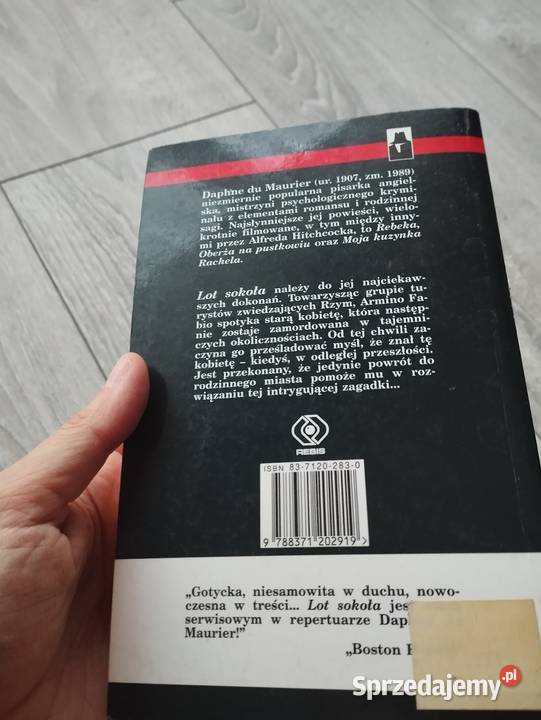 Daphne du Maurier (ur. 1907, zm. 1989)
niezmiernie popularna pisarka angiel-
ska, mistrzyni psychologicznego krymi-
nału z elementami romansu i rodzinnej
sagi. Najsłynniejsze jej powieści, wielo-
krotnie filmowane, w tym między inny-
mi przez Alfreda Hitchcocka, to Rebeka,
Oberża na pustkowiu oraz Moja kuzynka
Rachela.
Lot sokoła należy do jej najciekaw-
szych dokonań. Towarzysząc grupie tu-
rystów zwiedzających Rzym, Armino Fa-
bio spotyka starą kobietę, która następ-
nie zostaje zamordowana w tajemni-
czych okolicznościach. Od tej chwili za-
czyna go prześladować myśl, że znał tę
kobietę – kiedyś, w odległej przeszłości.
Jest przekonany, że jedynie powrót do
rodzinnego miasta pomoże mu w roz-
wiązaniu tej intrygującej zagadki...
REBIS
ISBN 83-7120-283-0
9 788371 202919 >
„Gotycka, niesamowita w duchu, nowo-
czesna w treści... Lot sokoła
serwisowym w repertuarze
Maurier!”
„Boston
Sprzedajemy.pl